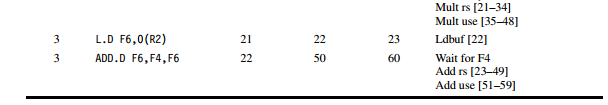 Mult rs [21–34]
Mult use [35–48]
3 L.D F6,0(R2) 21 22 23 Ldbuf [22]
3 ADD.D F6,F4,F6 22 50 60 Wait for F4
Add rs [23–49]
Add use [51–59]